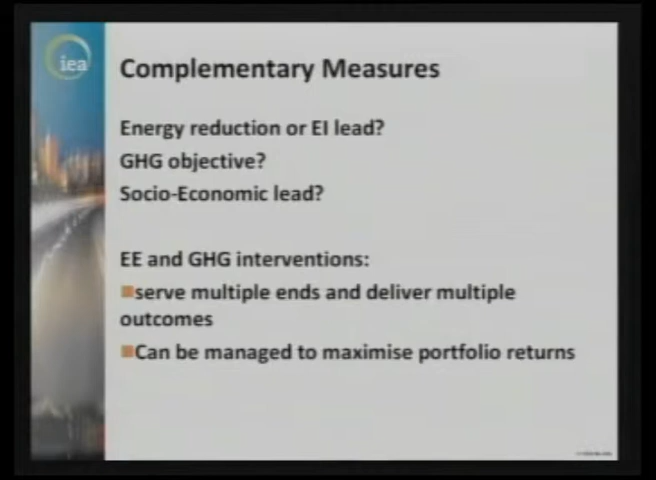 iea
Complementary Measures
Energy reduction or EI lead?
GHG objective?
Socio-Economic lead?
EE and GHG interventions:
serve multiple ends and deliver multiple
outcomes
Can be managed to maximise portfolio returns